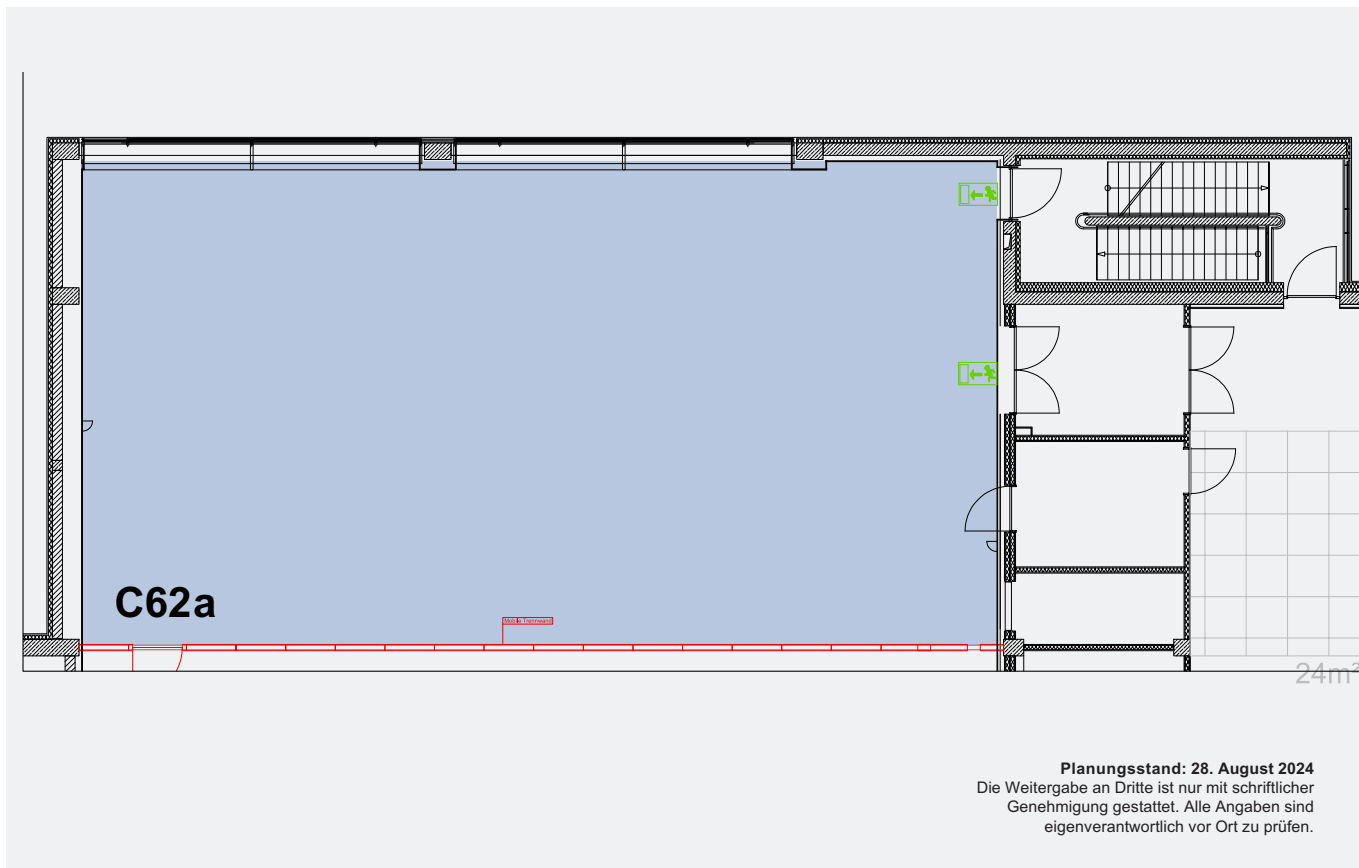 Mobile Trennwand
C62a
24m²
Planungsstand: 28. August 2024
Die Weitergabe an Dritte ist nur mit schriftlicher
Genehmigung gestattet. Alle Angaben sind
eigenverantwortlich vor Ort zu prüfen.